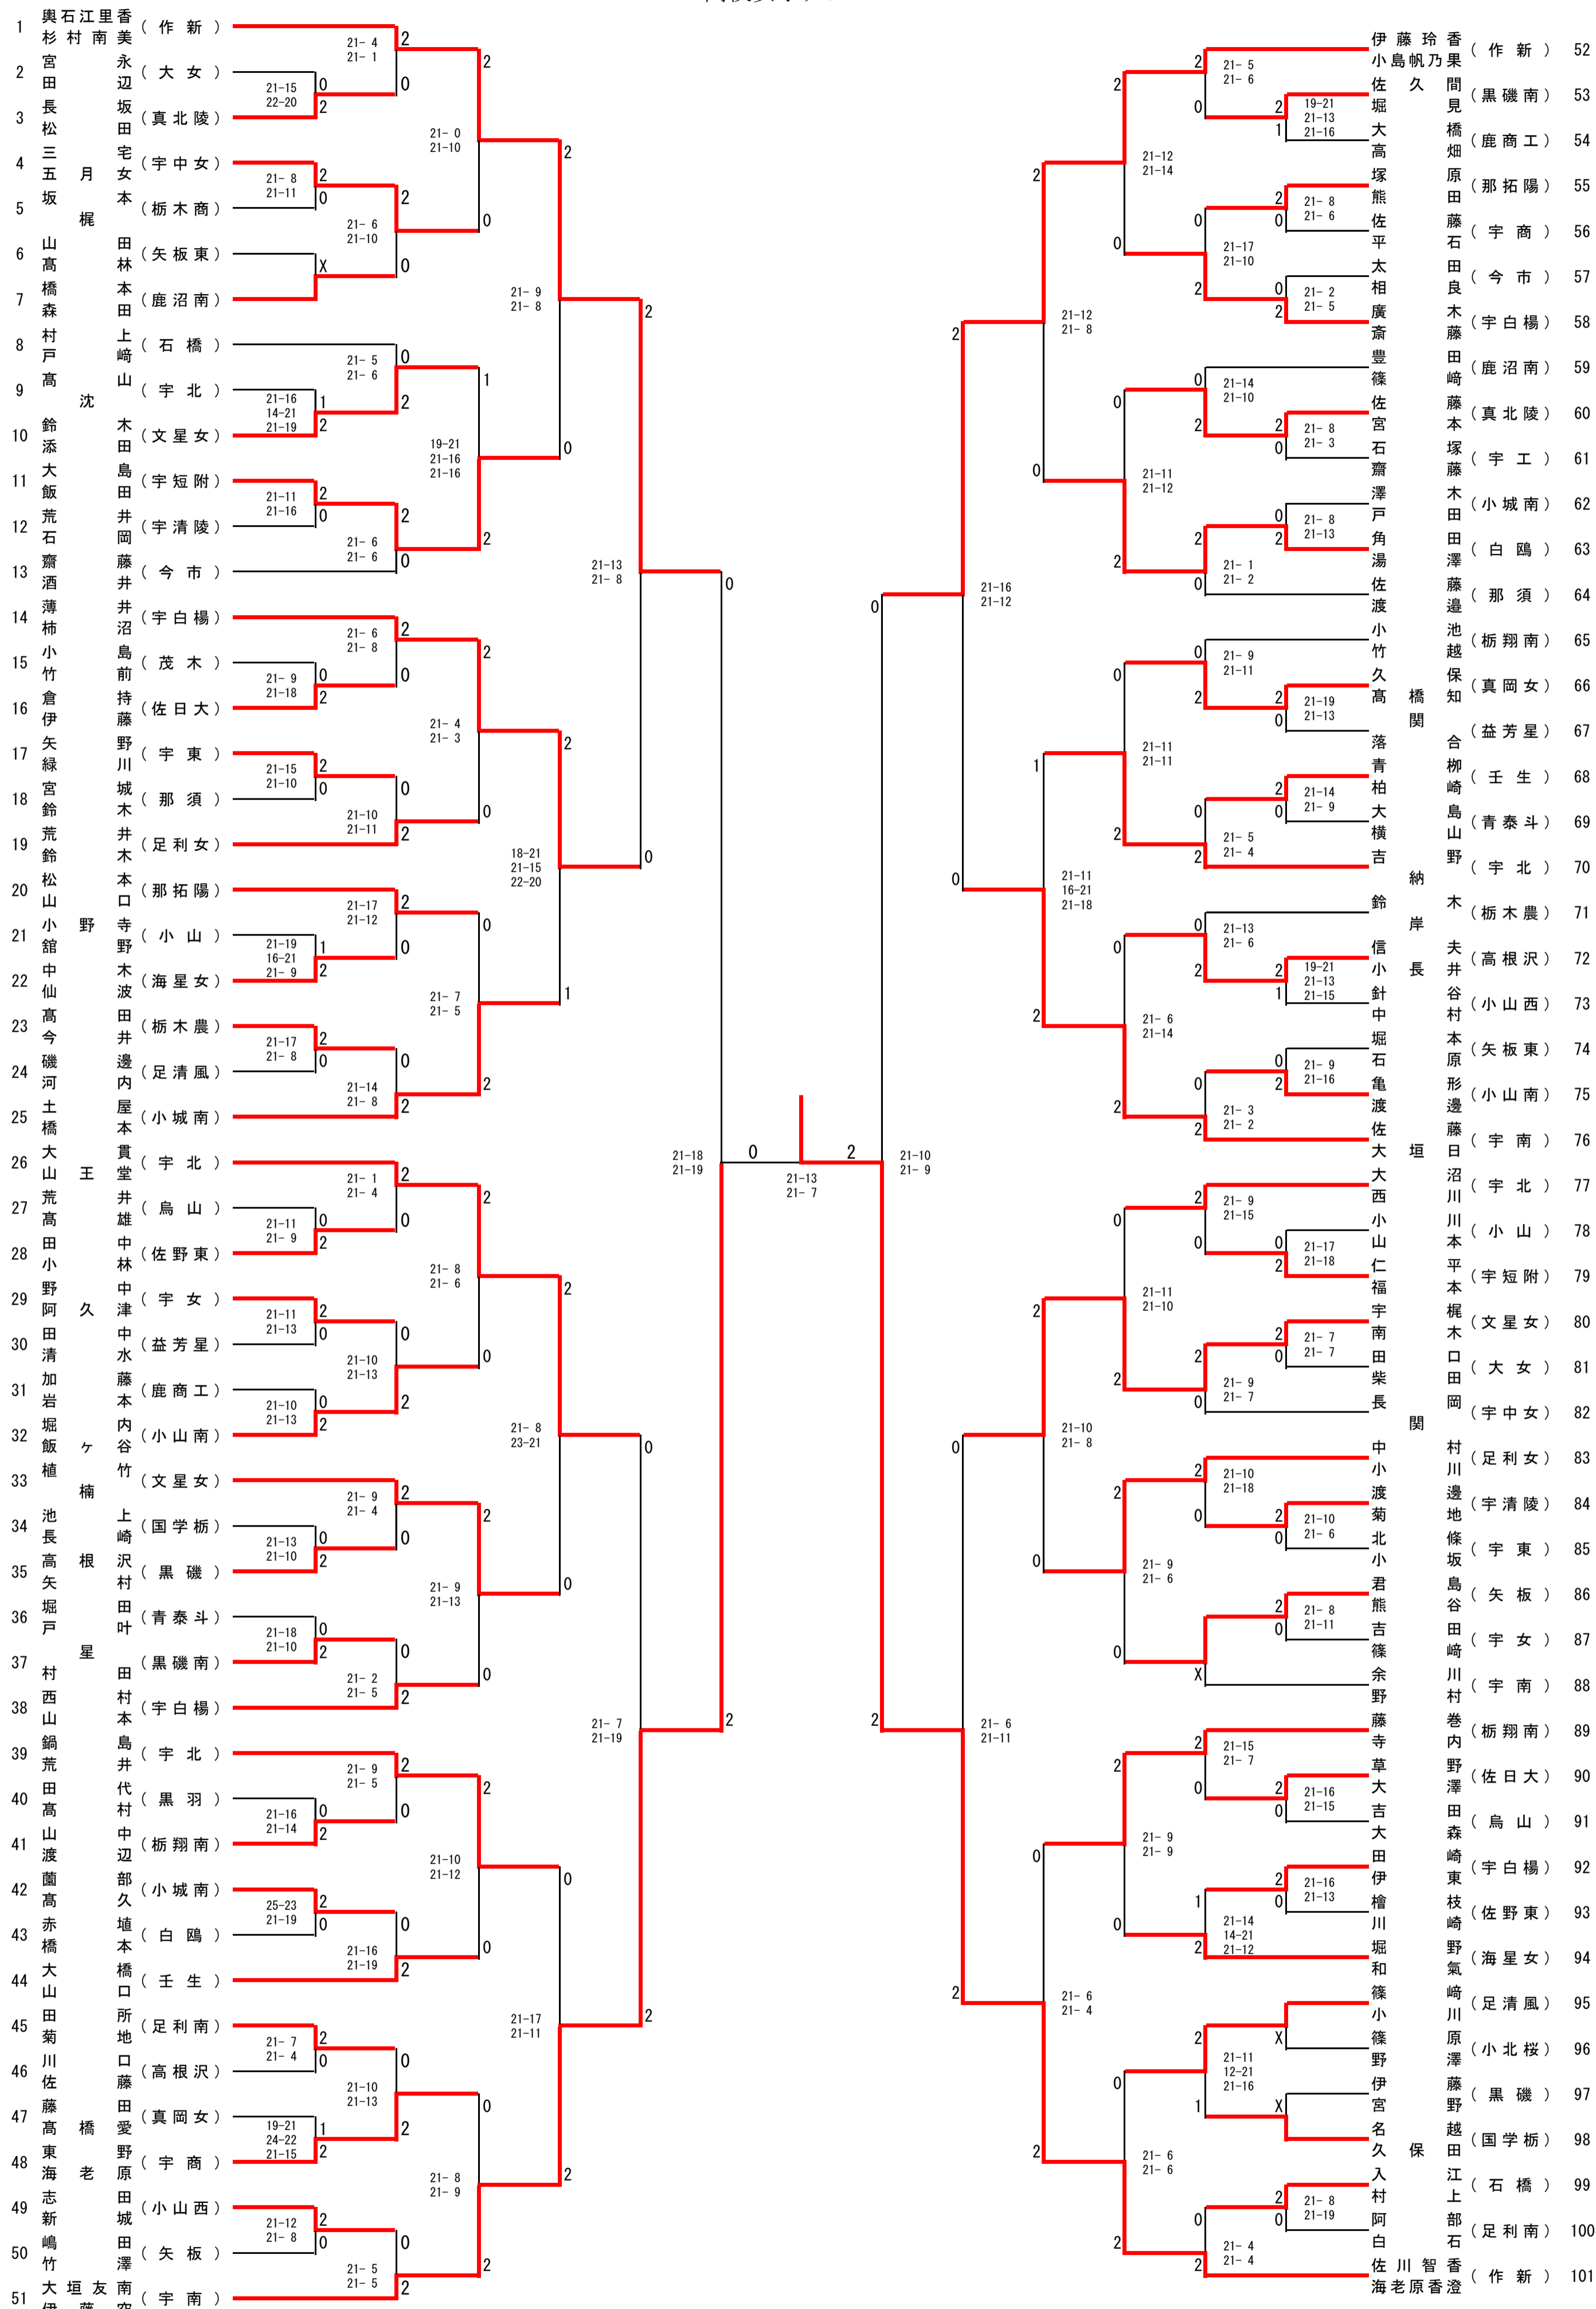 1 輿石江里香 杉村南美 (作新)
2 宮永 田辺 (大女)
3 長坂 松田 (真北陵)
4 三宅 五月女 (宇中女)
5 坂本 梶 (栃木商)
6 山田 髙林 (矢板東)
7 橋本 森田 (鹿沼南)
8 村上 戸﨑 (石橋)
9 髙山 沈 (宇北)
10 鈴木 添田 (文星女)
11 大島 飯田 (宇短附)
12 荒井 石岡 (宇清陵)
13 齋藤 酒井 (今市)
14 薄井 柿沼 (宇白楊)
15 小島 竹前 (茂木)
16 倉持 伊藤 (佐日大)
17 矢野 緑川 (宇東)
18 宮城 鈴木 (那須)
19 荒井 鈴木 (足利女)
20 松本 山口 (那拓陽)
21 小野寺 舘野 (小山)
22 中木 仙波 (海星女)
23 髙田 今井 (栃木農)
24 磯邊 河内 (足清風)
25 土屋 橋本 (小城南)
26 大貫 山王堂 (宇北)
27 荒井 髙雄 (烏山)
28 田中 小林 (佐野東)
29 野中 阿久津 (宇女)
30 田中 清水 (益芳星)
31 加藤 岩本 (鹿商工)
32 堀内 飯ヶ谷 (小山南)
33 植竹 楠 (文星女)
34 池上 長崎 (国学栃)
35 高根沢 矢村 (黒磯)
36 堀田 戸叶 (青泰斗)
37 星 村田 (黒磯南)
38 西村 山本 (宇白楊)
39 鍋島 荒井 (宇北)
40 田代 髙村 (黒羽)
41 山中 渡辺 (栃翔南)
42 薗部 髙久 (小城南)
43 赤埴 橋本 (白鴎)
44 大橋 山口 (壬生)
45 田所 菊地 (足利南)
46 川口 佐藤 (高根沢)
47 藤田 髙橋愛 (真岡女)
48 東野 海老原 (宇商)
49 志田 新城 (小山西)
50 嶋田 竹澤 (矢板)
51 大垣友南 (宇南)
21-15 22-20
21- 8 21-11
21-16 14-21 21-19
21-11 21-16
21- 9 21-18
21-15 21-10
21-19 16-21 21- 9
21-17 21- 8
21-11 21- 9
21-11 21-13
21-10 21-13
21-13 21-10
21-18 21-10
21-16 21-14
25-23 21-19
21- 7 21- 4
19-21 24-22 21-15
21-12 21- 8
21- 4 21- 1
21- 6 21-10
21- 5 21- 6
21- 6 21- 6
21- 6 21- 8
21-10 21-11
21-17 21-12
21-14 21- 8
21- 1 21- 4
21-10 21-13
21- 9 21- 4
21- 2 21- 5
21- 9 21- 5
21-16 21-19
21-10 21-13
21- 5 21- 5
21- 0 21-10
19-21 21-16 21-16
21- 4 21- 3
21- 7 21- 5
21- 8 21- 6
21- 9 21-13
21-10 21-12
21- 8 21- 9
21- 9 21- 8
18-21 21-15 22-20
21- 8 23-21
21-17 21-11
21-13 21- 8
21- 7 21-19
21-18 21-19
0 2
21-13 21- 7
21-10 21- 9
21-16 21-12
21- 6 21-11
21-12 21- 8
21-11 16-21 21-18
21-10 21- 8
21- 6 21- 4
21-12 21-14
21-11 21-12
21-11 21-11
21- 6 21-14
21-11 21-10
21- 9 21- 6
21- 9 21- 9
21- 6 21- 6
21- 5 21- 6
21-17 21-10
21-14 21-10
21- 1 21- 2
21- 9 21-11
21- 5 21- 4
21-13 21- 6
21- 3 21- 2
21- 9 21-15
21- 9 21- 7
21-10 21-18
21-15 21- 7
21-14 14-21 21-12
21-11 12-21 21-16
21- 4 21- 4
19-21 21-13 21-16
21- 8 21- 6
21- 2 21- 5
21- 8 21- 3
21- 8 21-13
21-19 21-13
21-14 21- 9
19-21 21-13 21-15
21- 9 21-16
21-17 21-18
21- 7 21- 7
21-10 21- 6
21- 8 21-11
21-16 21-15
21-16 21-13
21- 8 21-19
伊藤玲香 小島帆乃果 (作新) 52
佐久間 堀見 (黒磯南) 53
大橋 高畑 (鹿商工) 54
塚原 熊田 (那拓陽) 55
佐藤 平石 (宇商) 56
太田 相良 (今市) 57
廣木 斎藤 (宇白楊) 58
豊田 篠﨑 (鹿沼南) 59
佐藤 宮本 (真北陵) 60
石塚 齋藤 (宇工) 61
澤木 戸田 (小城南) 62
角田 湯澤 (白鴎) 63
佐藤 渡邉 (那須) 64
小池 竹越 (栃翔南) 65
久保 髙橋知 (真岡女) 66
関 落合 (益芳星) 67
青栁 柏崎 (壬生) 68
大島 横山 (青泰斗) 69
吉野 納 (宇北) 70
鈴木 岸 (栃木農) 71
信夫 小長井 (高根沢) 72
針谷 中村 (小山西) 73
堀本 石原 (矢板東) 74
亀形 渡邊 (小山南) 75
佐藤 大垣日 (宇南) 76
大沼 西川 (宇北) 77
小川 山本 (小山) 78
仁平 福本 (宇短附) 79
宇梶 南木 (文星女) 80
田口 柴田 (大女) 81
長岡 関 (宇中女) 82
中村 小川 (足利女) 83
渡邊 菊地 (宇清陵) 84
北條 小坂 (宇東) 85
君島 熊谷 (矢板) 86
吉田 篠﨑 (宇女) 87
余川 野村 (宇南) 88
藤巻 寺内 (栃翔南) 89
草野 大澤 (佐日大) 90
吉田 大森 (烏山) 91
田崎 伊東 (宇白楊) 92
檜枝 川崎 (佐野東) 93
堀野 和氣 (海星女) 94
篠﨑 小川 (足清風) 95
篠原 野澤 (小北桜) 96
伊藤 宮野 (黒磯) 97
名越 久保田 (国学栃) 98
入江 村上 (石橋) 99
阿部 白石 (足利南) 100
佐川智香 海老原香澄 (作新) 101